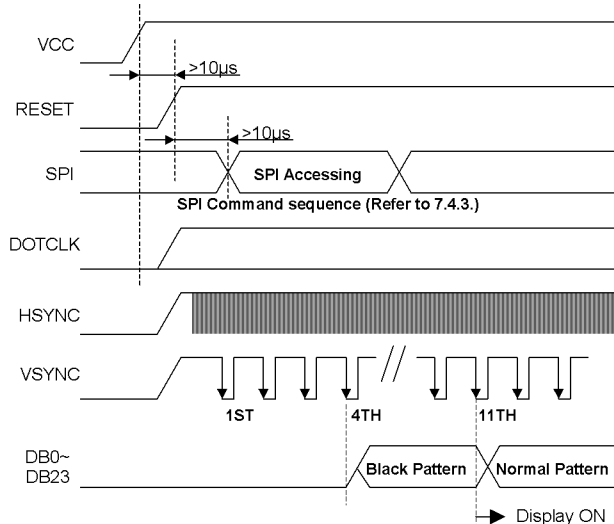 VCC
>10µs
RESET
>10µs
SPI
SPI Accessing
SPI Command sequence (Refer to 7.4.3.)
DOTCLK
HSYNC
VSYNC
1ST
4TH
11TH
DB0~
DB23
Black Pattern
Normal Pattern
Display ON